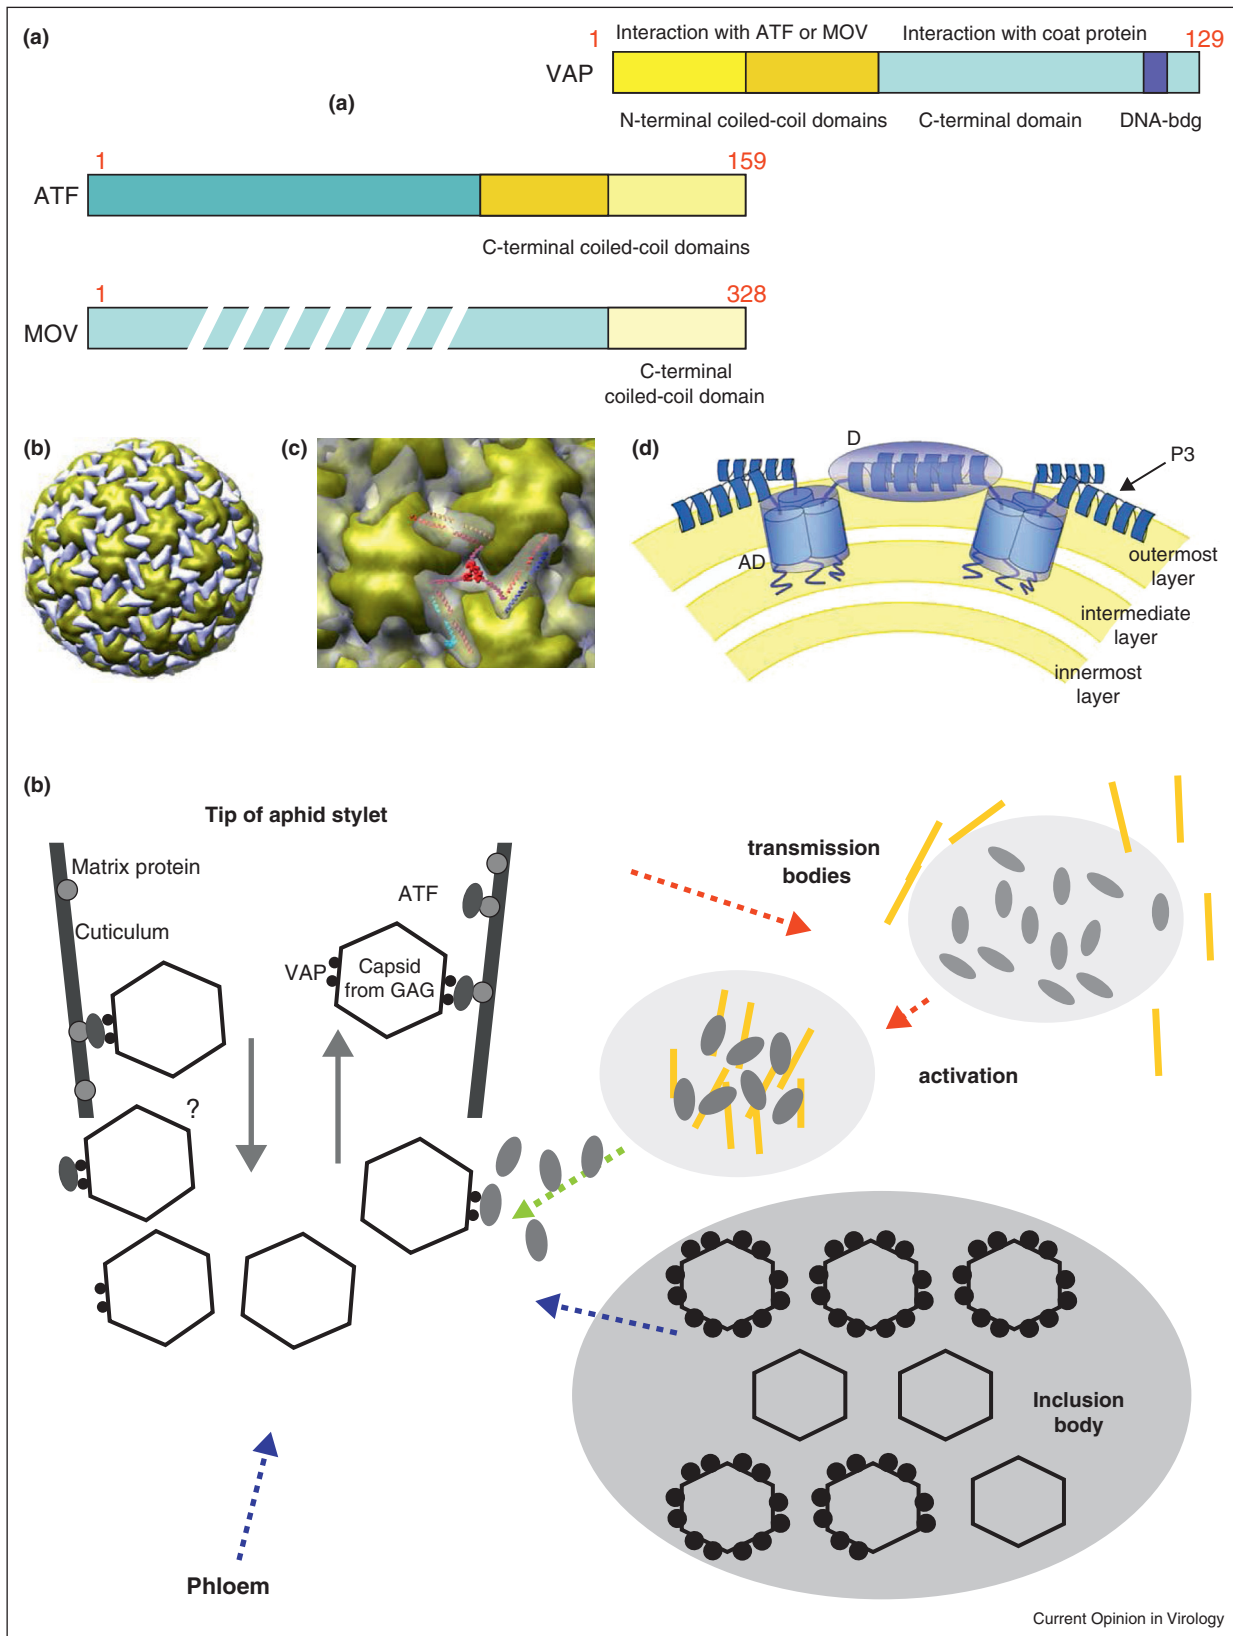 (a)
1
Interaction with ATF or MOV
Interaction with coat protein
129
VAP
(a)
N-terminal coiled-coil domains
C-terminal domain
DNA-bdg
1
159
ATF
C-terminal coiled-coil domains
1
328
MOV
C-terminal
coiled-coil domain
(b)
(c)
(d)
D
P3
AD
outermost
layer
intermediate
layer
innermost
layer
(b)
Tip of aphid stylet
Matrix protein
ATF
Cuticulum
VAP
Capsid
from GAG
?
transmission
bodies
activation
Inclusion
body
Phloem
Current Opinion in Virology